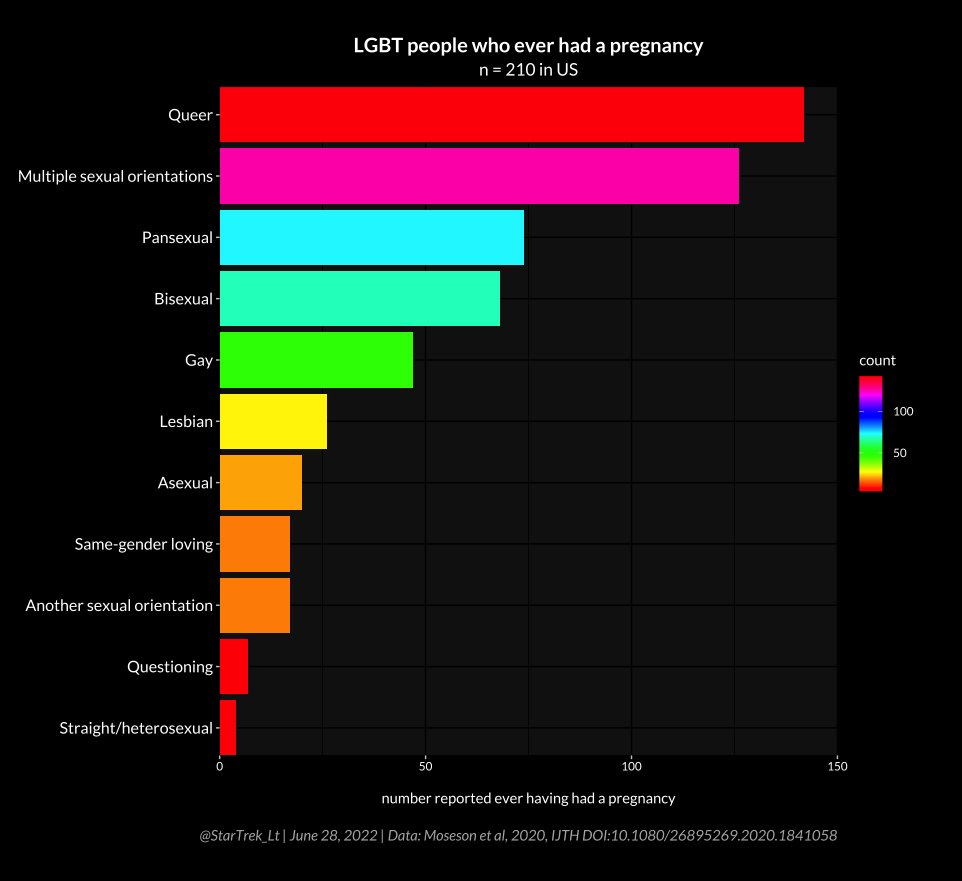 LGBT people who ever had a pregnancy
n = 210 in US
Queer
Multiple sexual orientations
Pansexual
Bisexual
Gay
Lesbian
Asexual
Same-gender loving
Another sexual orientation
Questioning
Straight/heterosexual
0 50 100 150
number reported ever having had a pregnancy
count
100
50
@StarTrek_Lt | June 28, 2022 | Data: Moseson et al, 2020, IJTH DOI:10.1080/26895269.2020.1841058